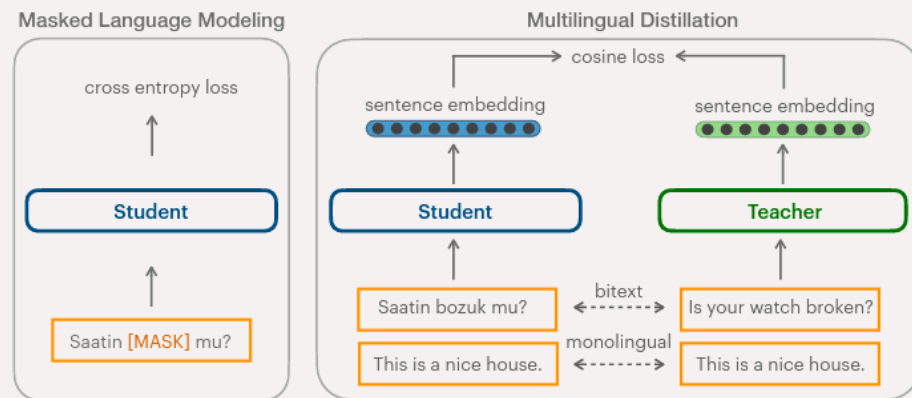 Masked Language Modeling
cross entropy loss
Student
Saatin [MASK] mu?
Multilingual Distillation
cosine loss
sentence embedding
sentence embedding
Student
Teacher
Saatin bozuk mu?
bitext
Is your watch broken?
This is a nice house.
monolingual
This is a nice house.